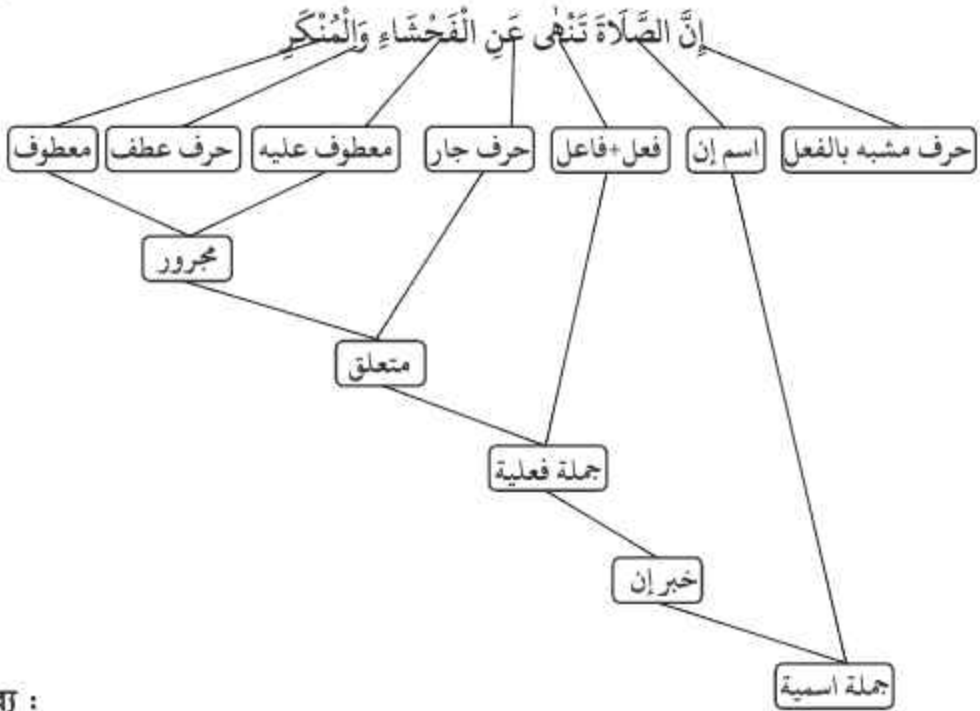 إِنَّ الصَّلَاةَ تَنْهٰى عَنِ الْفَحْشَاءِ وَالْمُنْكَرِ
حرف مشبه بالفعل اسم إن فعل+فاعل حرف جار معطوف عليه حرف عطف معطوف
مجرور
متعلق
جملة فعلية
خبر إن
جملة اسمية